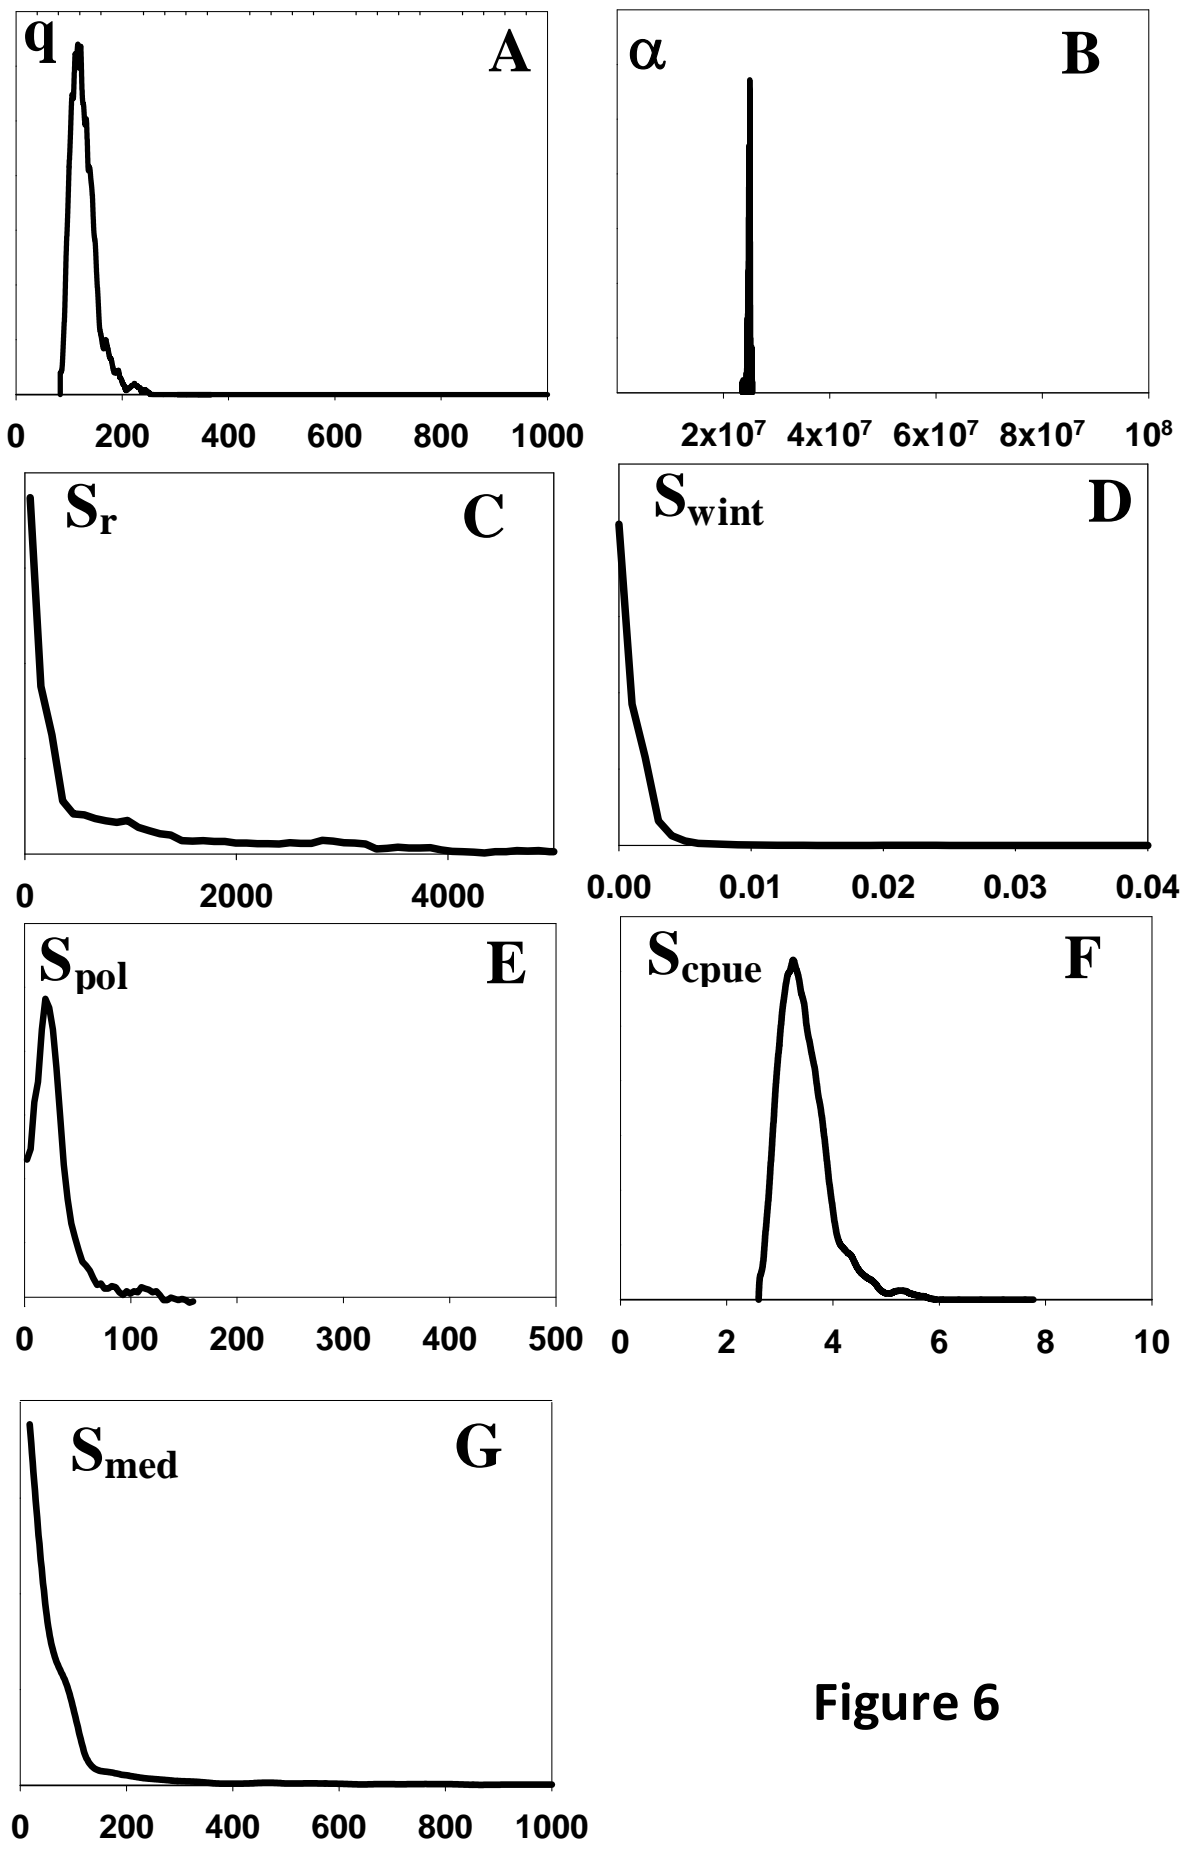 q A
α B
0 200 400 600 800 1000
2x10⁷ 4x10⁷ 6x10⁷ 8x10⁷ 10⁸
Sr C
Swint D
0 2000 4000
0.00 0.01 0.02 0.03 0.04
Spol E
Scpue F
0 100 200 300 400 500
0 2 4 6 8 10
Smed G
0 200 400 600 800 1000
Figure 6